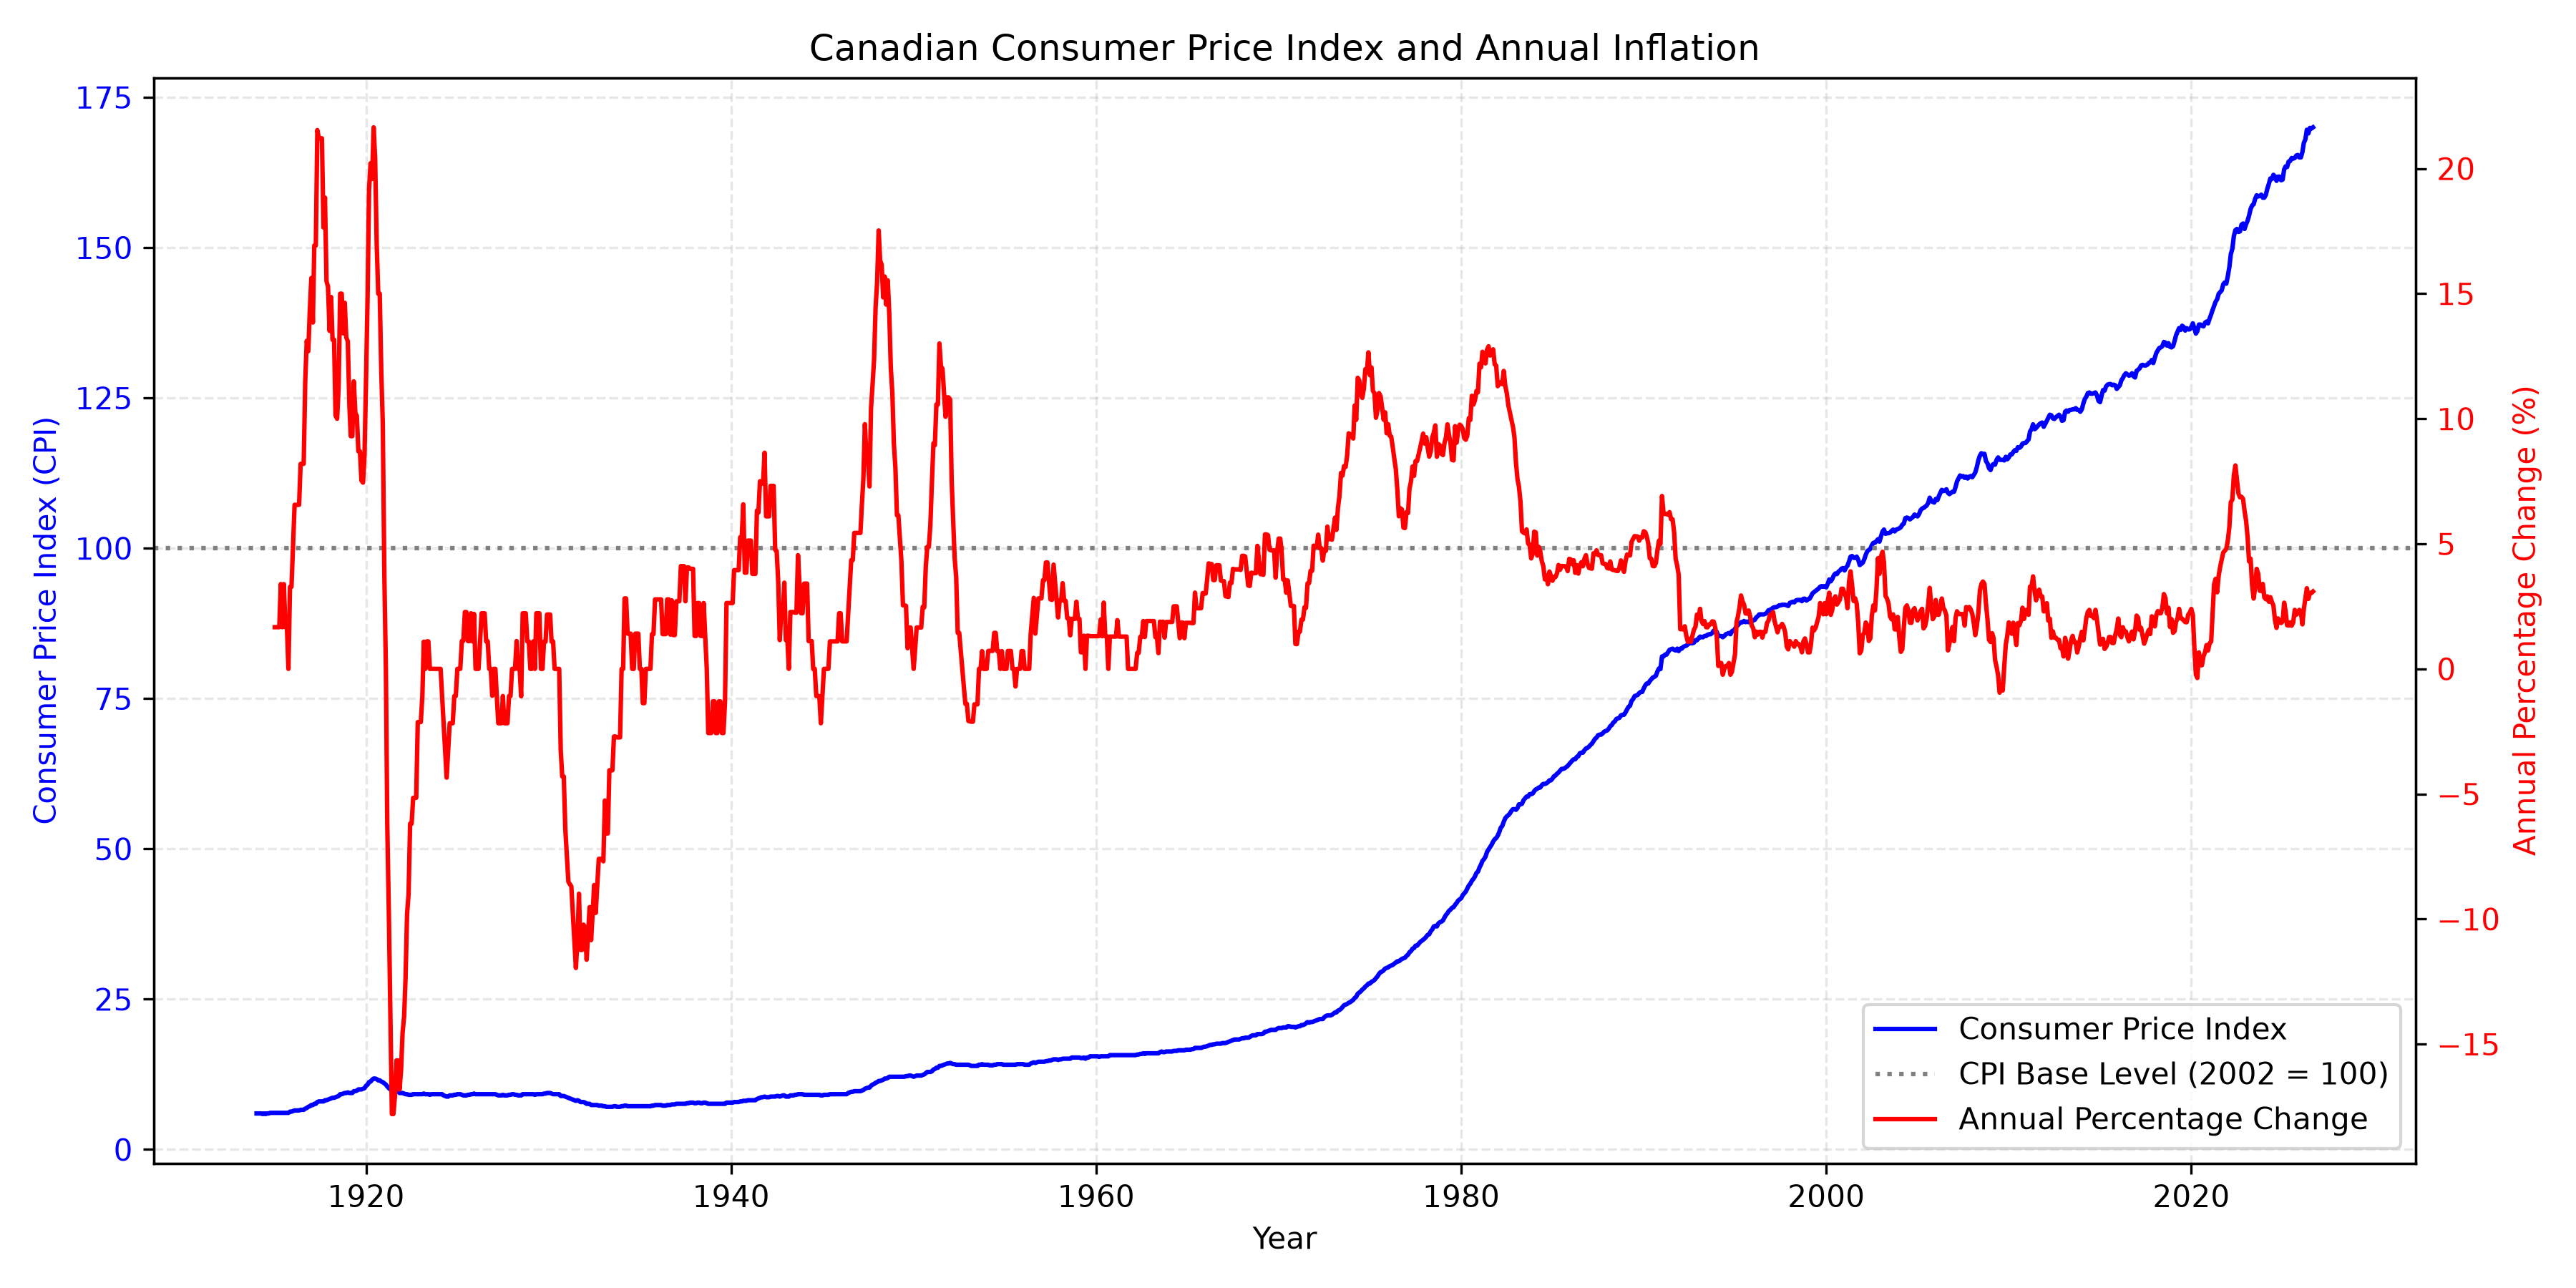 Canadian Consumer Price Index and Annual Inflation
Consumer Price Index (CPI)
175
150
125
100
75
50
25
0
20
15
10
5
0
−5
−10
−15
Annual Percentage Change (%)
Consumer Price Index
CPI Base Level (2002 = 100)
Annual Percentage Change
1920 1940 1960 1980 2000 2020
Year